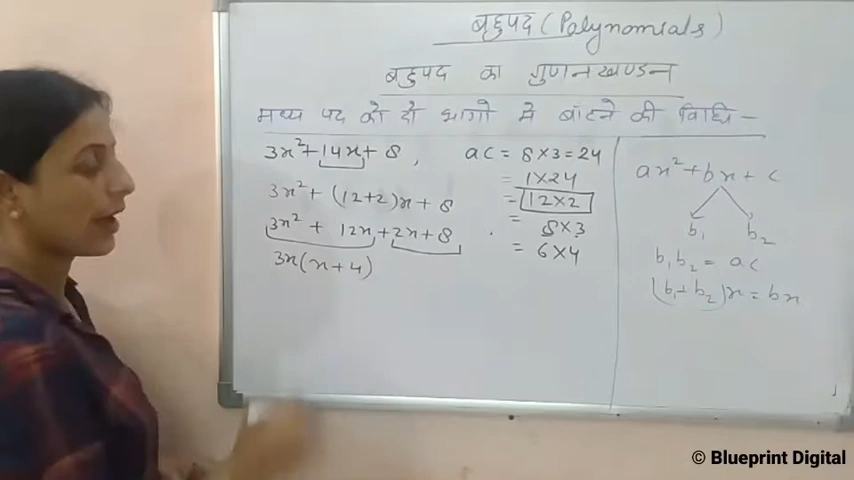 बहुपद (Polynomials)
बहुपद का गुणनखण्डन
मध्य पद को दो भागो मे बांटने की विधि -
3x² + 14x + 8 ,
3x² + (12+2)x + 8
3x² + 12x + 2x + 8
3x(x + 4)
ac = 8 × 3 = 24
= 1 × 24
= 12 × 2
= 8 × 3
= 6 × 4
ax² + bx + c
b₁ b₂
b₁b₂ = ac
(b₁ + b₂)x = bx
© Blueprint Digital